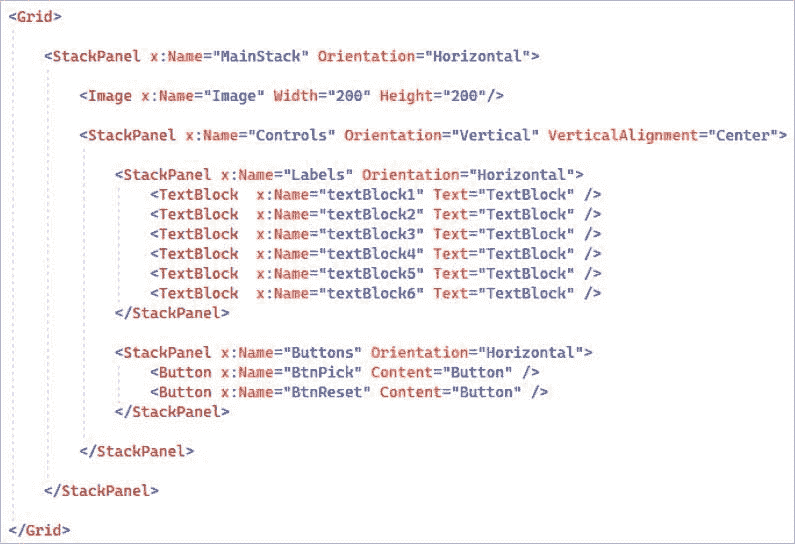 <Grid>
<StackPanel x:Name="MainStack" Orientation="Horizontal">
<Image x:Name="Image" Width="200" Height="200"/>
<StackPanel x:Name="Controls" Orientation="Vertical" VerticalAlignment="Center">
<StackPanel x:Name="Labels" Orientation="Horizontal">
<TextBlock  x:Name="textBlock1" Text="TextBlock" />
<TextBlock  x:Name="textBlock2" Text="TextBlock" />
<TextBlock  x:Name="textBlock3" Text="TextBlock" />
<TextBlock  x:Name="textBlock4" Text="TextBlock" />
<TextBlock  x:Name="textBlock5" Text="TextBlock" />
<TextBlock  x:Name="textBlock6" Text="TextBlock" />
</StackPanel>
<StackPanel x:Name="Buttons" Orientation="Horizontal">
<Button x:Name="BtnPick" Content="Button" />
<Button x:Name="BtnReset" Content="Button" />
</StackPanel>
</StackPanel>
</StackPanel>
</Grid>